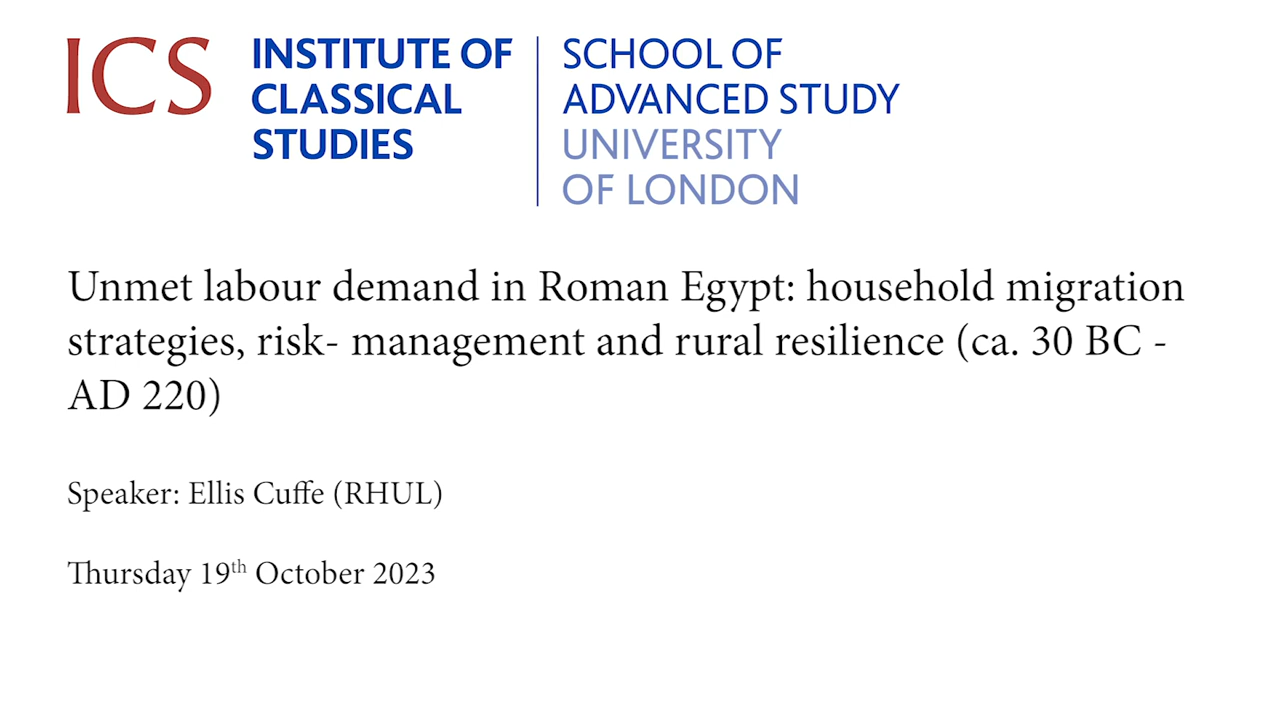 ICS
INSTITUTE OF
CLASSICAL
STUDIES
SCHOOL OF
ADVANCED STUDY
UNIVERSITY
OF LONDON
Unmet labour demand in Roman Egypt: household migration
strategies, risk- management and rural resilience (ca. 30 BC -
AD 220)
Speaker: Ellis Cuffe (RHUL)
Thursday 19th October 2023